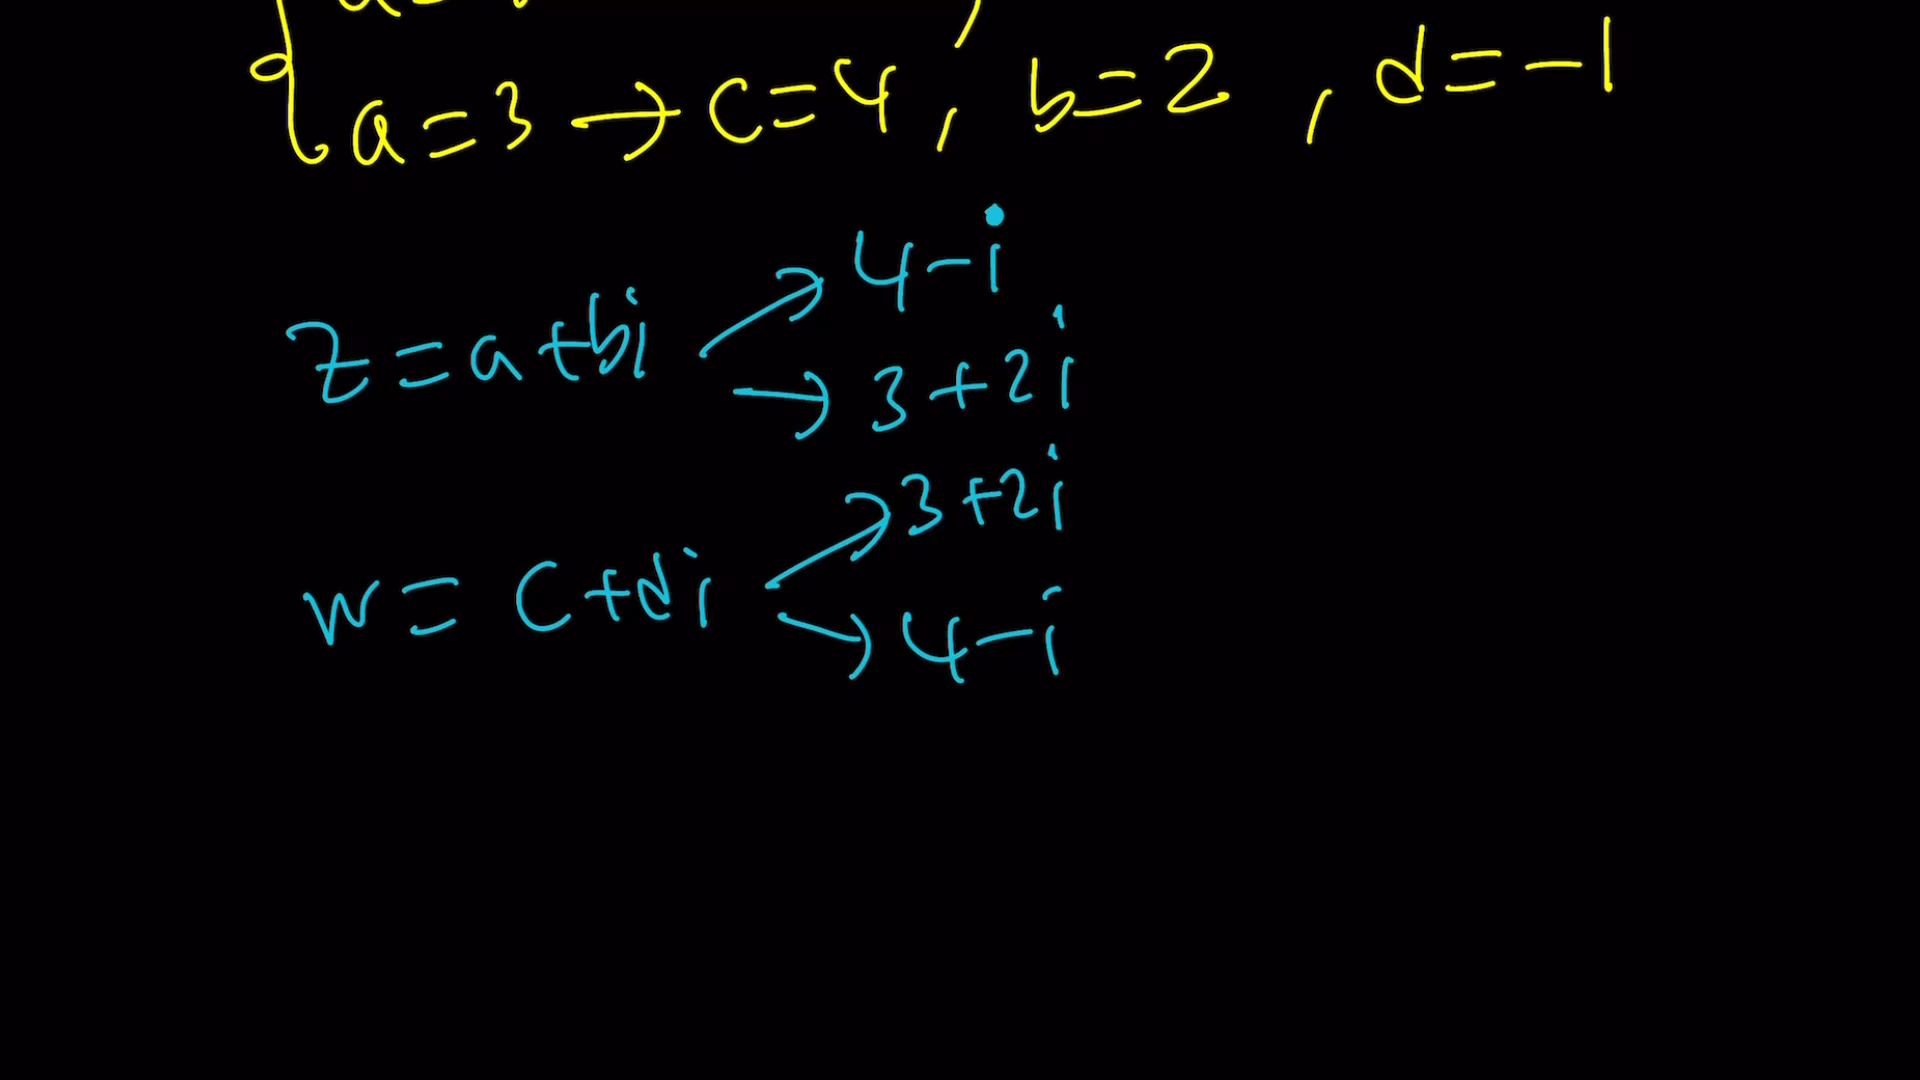 a=3 → c=4, b=2, d=-1
z=a+bi → 4-i
→ 3+2i
w=c+di → 3+2i
→ 4-i